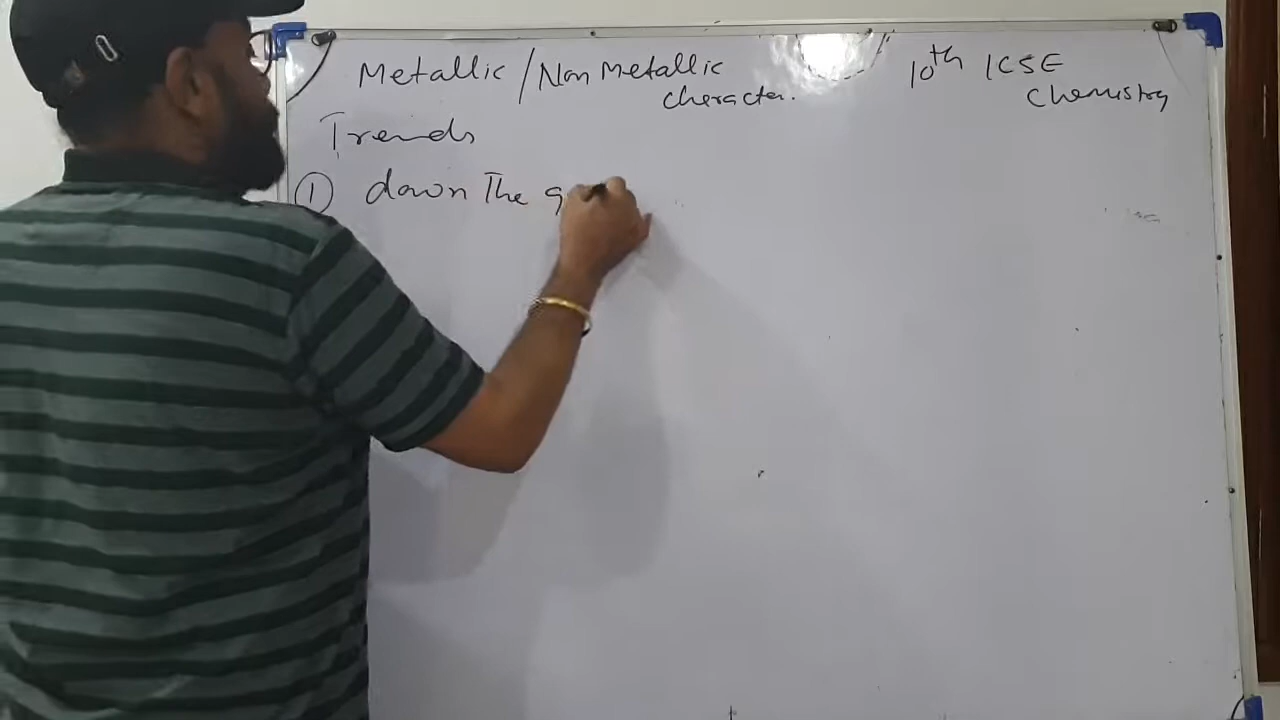 Metallic / Non Metallic
character.
10th ICSE
Chemistry
Trends
① down The g